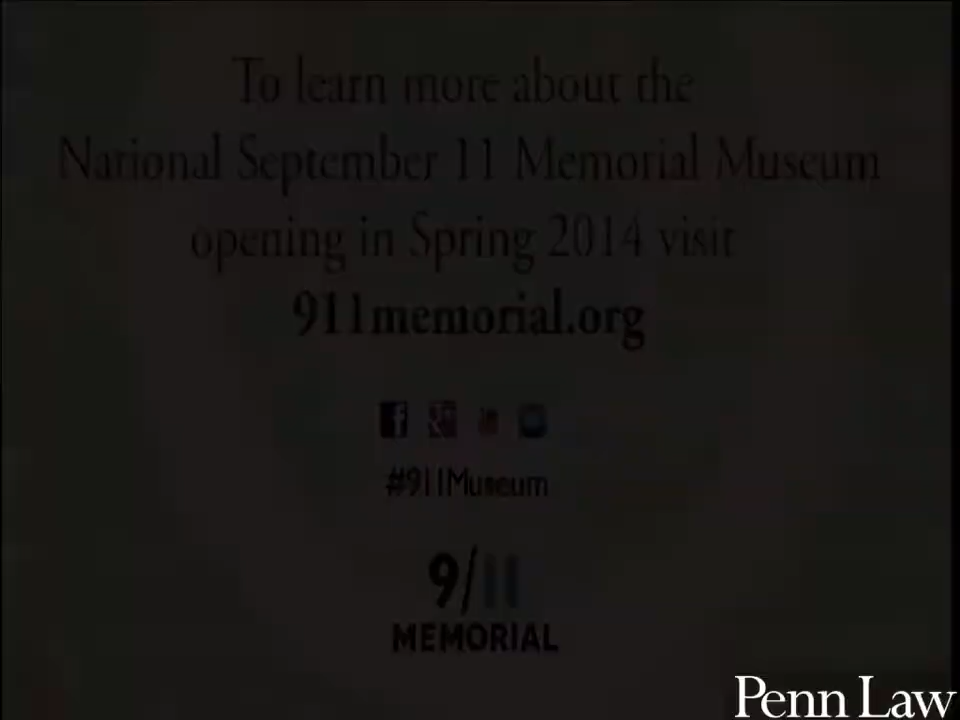 To learn more about the
National September 11 Memorial Museum
opening in Spring 2014 visit
911memorial.org
#911Museum
9/11
MEMORIAL
Penn Law